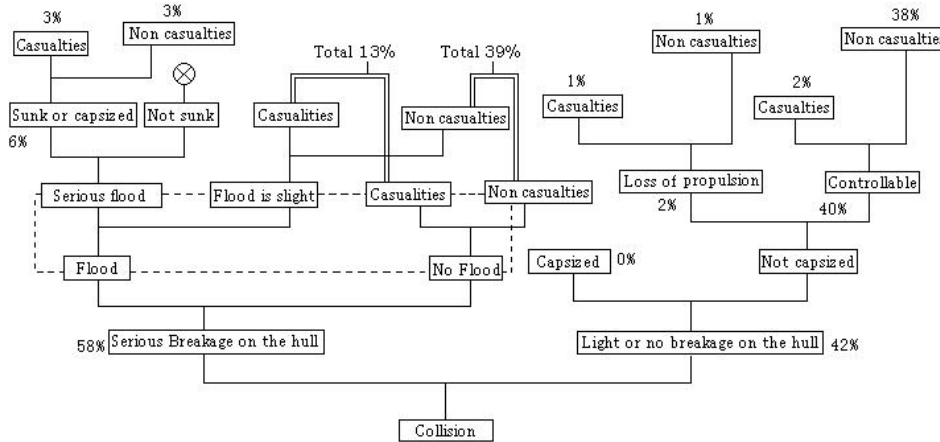 3%
3%
1%
38%
Casualties
Non casualties
Total 13%
Total 39%
Non casualties
Non casualties
1%
2%
Sunk or capsized
Not sunk
Casualities
Non casualties
Casualties
Casualties
6%
Serious flood
Flood is slight
Casualities
Non casualties
Loss of propulsion
Controllable
2%
40%
Flood
No Flood
Capsized
0%
Not capsized
58%
Serious Breakage on the hull
Light or no breakage on the hull
42%
Collision